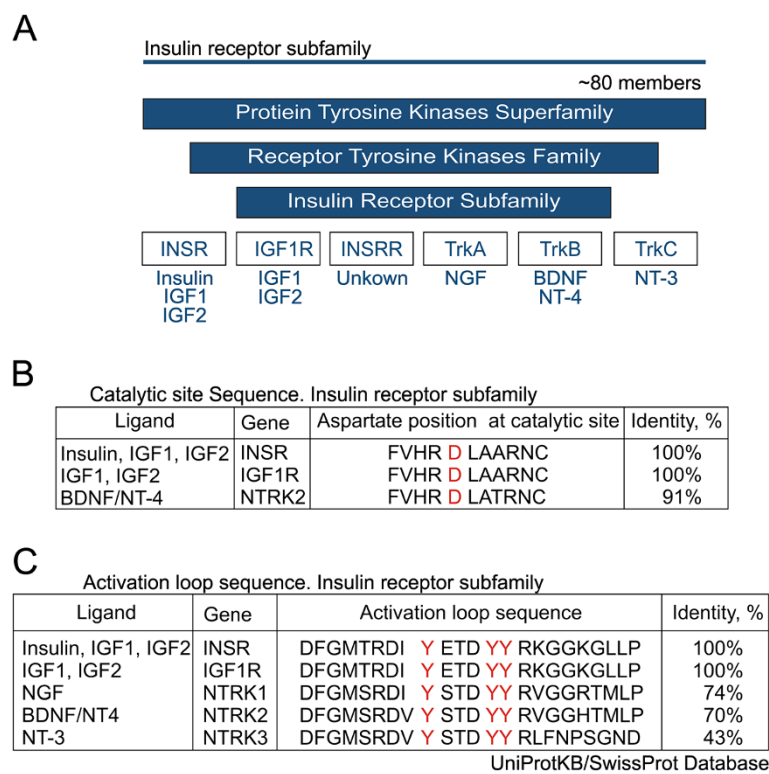 A
Insulin receptor subfamily
~80 members
Protiein Tyrosine Kinases Superfamily
Receptor Tyrosine Kinases Family
Insulin Receptor Subfamily
INSR IGF1R INSRR TrkA TrkB TrkC
Insulin IGF1 Unkown NGF BDNF NT-3
IGF1 IGF2 NT-4
IGF2
B
Catalytic site Sequence. Insulin receptor subfamily
Ligand Gene Aspartate position at catalytic site Identity, %
Insulin, IGF1, IGF2 INSR FVHR D LAARNC 100%
IGF1, IGF2 IGF1R FVHR D LAARNC 100%
BDNF/NT-4 NTRK2 FVHR D LATRNC 91%
C
Activation loop sequence. Insulin receptor subfamily
Ligand Gene Activation loop sequence Identity, %
Insulin, IGF1, IGF2 INSR DFGMTRDI Y ETD YY RKGGKGLLP 100%
IGF1, IGF2 IGF1R DFGMTRDI Y ETD YY RKGGKGLLP 100%
NGF NTRK1 DFGMSRDI Y STD YY RVGGRTMLP 74%
BDNF/NT4 NTRK2 DFGMSRDV Y STD YY RVGGHTMLP 70%
NT-3 NTRK3 DFGMSRDV Y STD YY RLFNPSGND 43%
UniProtKB/SwissProt Database